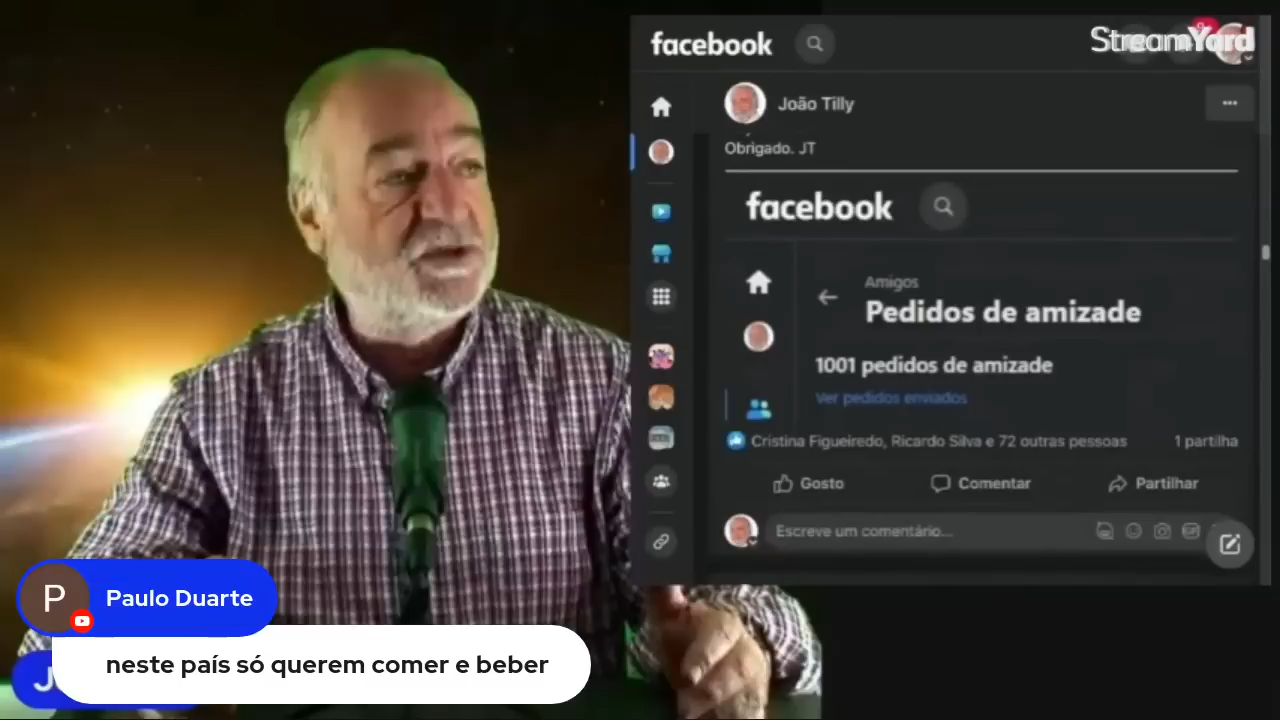 facebook
StreamYard
João Tilly
Obrigado. JT
facebook
Amigos
Pedidos de amizade
1001 pedidos de amizade
Ver pedidos enviados
Cristina Figueiredo, Ricardo Silva e 72 outras pessoas
1 partilha
Gosto
Comentar
Partilhar
Escreve um comentário...
P
Paulo Duarte
neste país só querem comer e beber